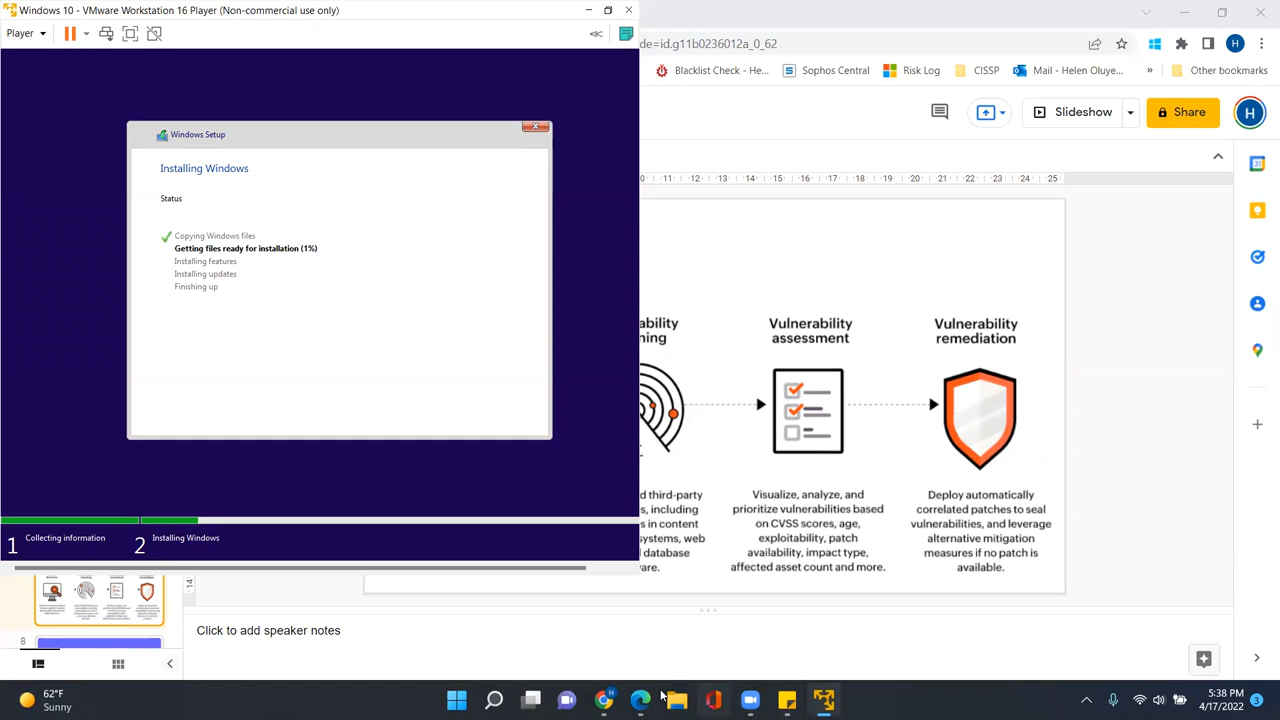 Windows 10 - VMware Workstation 16 Player (Non-commercial use only)
Player
Windows Setup
Installing Windows
Status
Copying Windows files
Getting files ready for installation (1%)
Installing features
Installing updates
Finishing up
1 Collecting information
2 Installing Windows
de=id.g11b0236012a_0_62
H
Blacklist Check - He...
Sophos Central
Risk Log
CISSP
Mail - Helen Oluye...
»
Other bookmarks
Slideshow
Share
H
11 12 13 14 15 16 17 18 19 20 21 22 23 24 25
31
ability
ning
Vulnerability
assessment
Vulnerability
remediation
d third-party
s, including
s in content
systems, web
database
are.
Visualize, analyze, and
prioritize vulnerabilities based
on CVSS scores, age,
exploitability, patch
availability, impact type,
affected asset count and more.
Deploy automatically
correlated patches to seal
vulnerabilities, and leverage
alternative mitigation
measures if no patch is
available.
14
8
Click to add speaker notes
62°F
Sunny
5:38 PM
4/17/2022